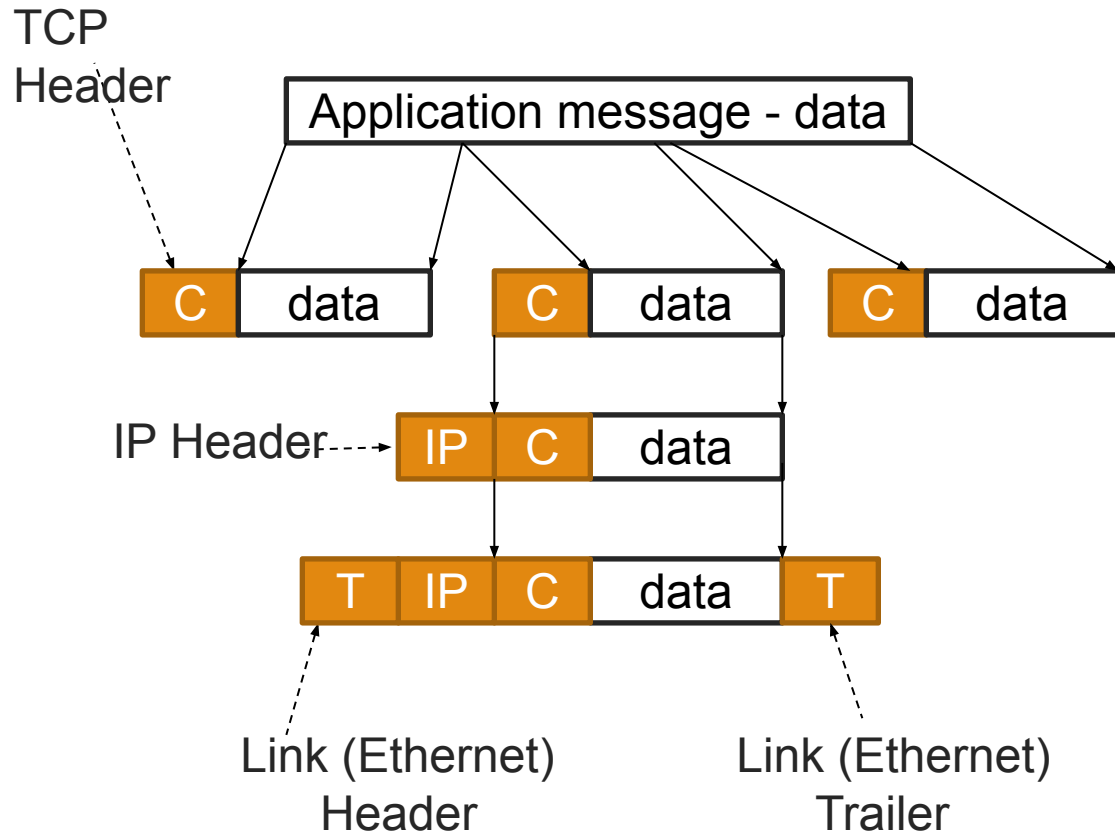 TCP
Header
Application message - data
C data C data C data
IP Header IP C data
T IP C data T
Link (Ethernet)
Header
Link (Ethernet)
Trailer